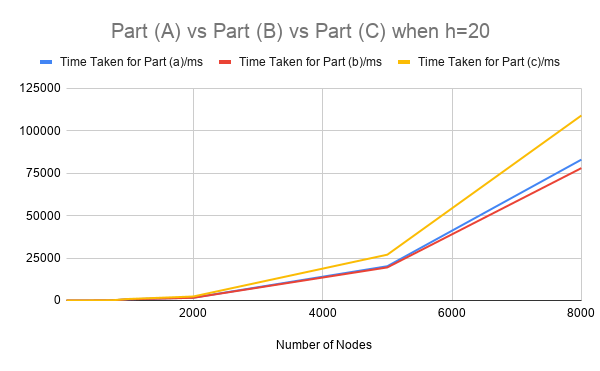 Part (A) vs Part (B) vs Part (C) when h=20
Time Taken for Part (a)/ms Time Taken for Part (b)/ms Time Taken for Part (c)/ms
125000
100000
75000
50000
25000
0
2000 4000 6000 8000
Number of Nodes